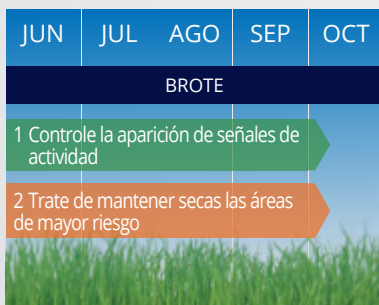 JUN JUL AGO SEP OCT
BROTE
1 Controle la aparición de señales de
actividad
2 Trate de mantener secas las áreas
de mayor riesgo